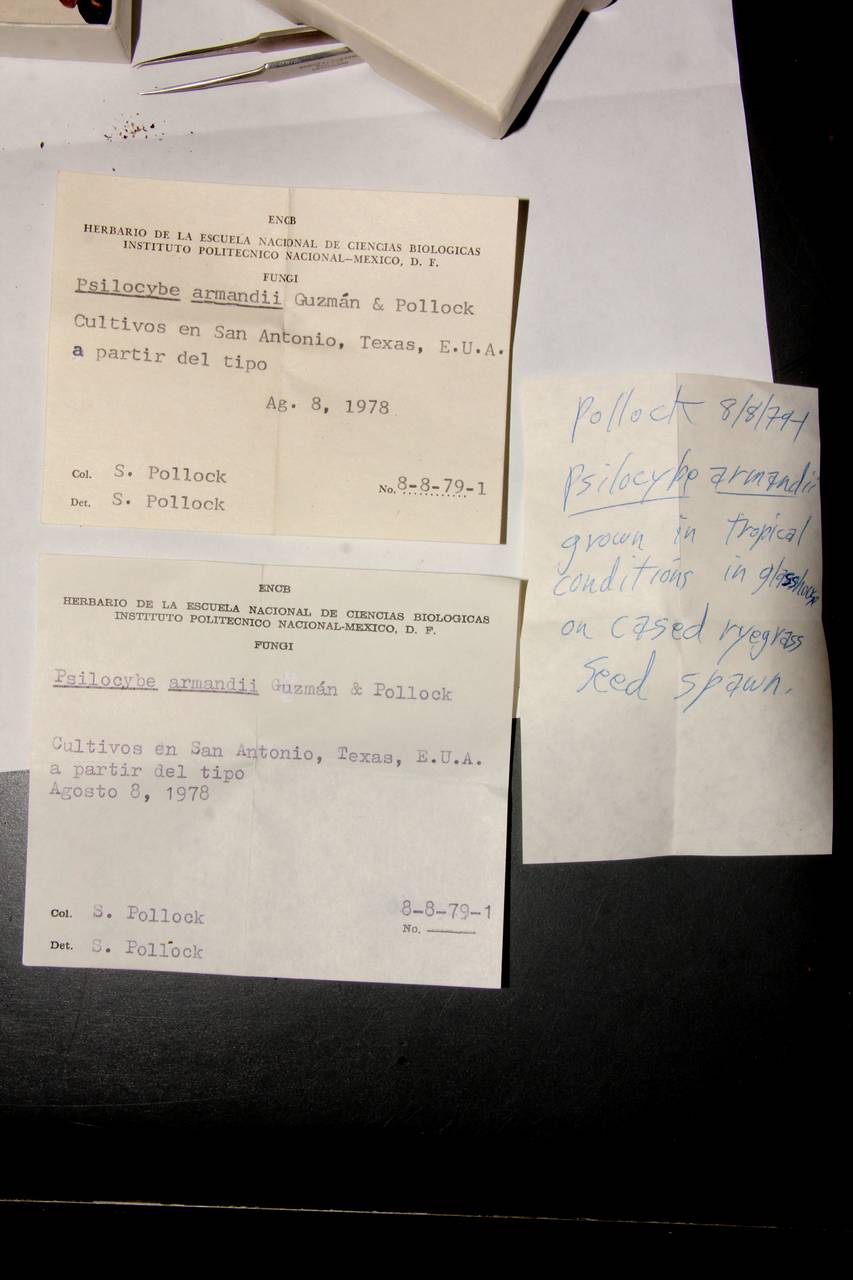 ENCB
HERBARIO DE LA ESCUELA NACIONAL DE CIENCIAS BIOLOGICAS
INSTITUTO POLITECNICO NACIONAL-MEXICO, D. F.
FUNGI
Psilocybe armandii Guzmán & Pollock
Cultivos en San Antonio, Texas, E.U.A.
a partir del tipo
Ag. 8, 1978
Col. S. Pollock
No. 8-8-79-1
Det. S. Pollock
ENCB
HERBARIO DE LA ESCUELA NACIONAL DE CIENCIAS BIOLOGICAS
INSTITUTO POLITECNICO NACIONAL-MEXICO, D. F.
FUNGI
Psilocybe armandii Guzmán & Pollock
Cultivos en San Antonio, Texas, E.U.A.
a partir del tipo
Agosto 8, 1978
8-8-79-1
Col. S. Pollock
No.
Det. S. Pollock
Pollock 8/8/79-1
Psilocybe armandii
grown in tropical
conditions in glasshouse
on cased ryegrass
seed spawn.